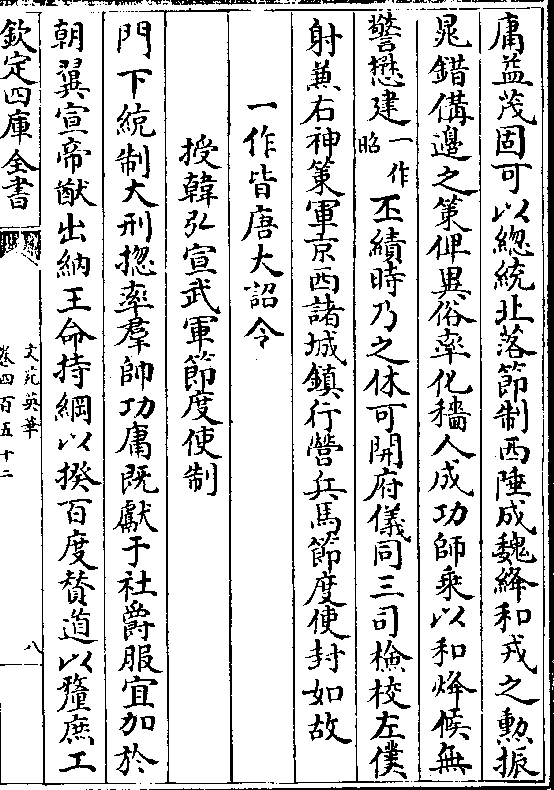 庸益茂固可以總統北落節制西陲成魏絳和戎之勲振
晁錯備邊之策俾異俗率化穡人成功師乗以和烽候無
警懋建一作昭丕績時乃之休可開府儀同三司檢校左僕
射兼右神策軍京西諸城鎮行營兵馬節度使封如故
一作皆唐大詔令
授韓弘宣武軍節度使制
門下統制大刑揔率羣帥功庸既獻于社爵服宜加於
朝翼宣帝猷出納王命持綱以揆百度賛道以釐庶工
欽定四庫全書
文苑英華
卷四百五十二
八